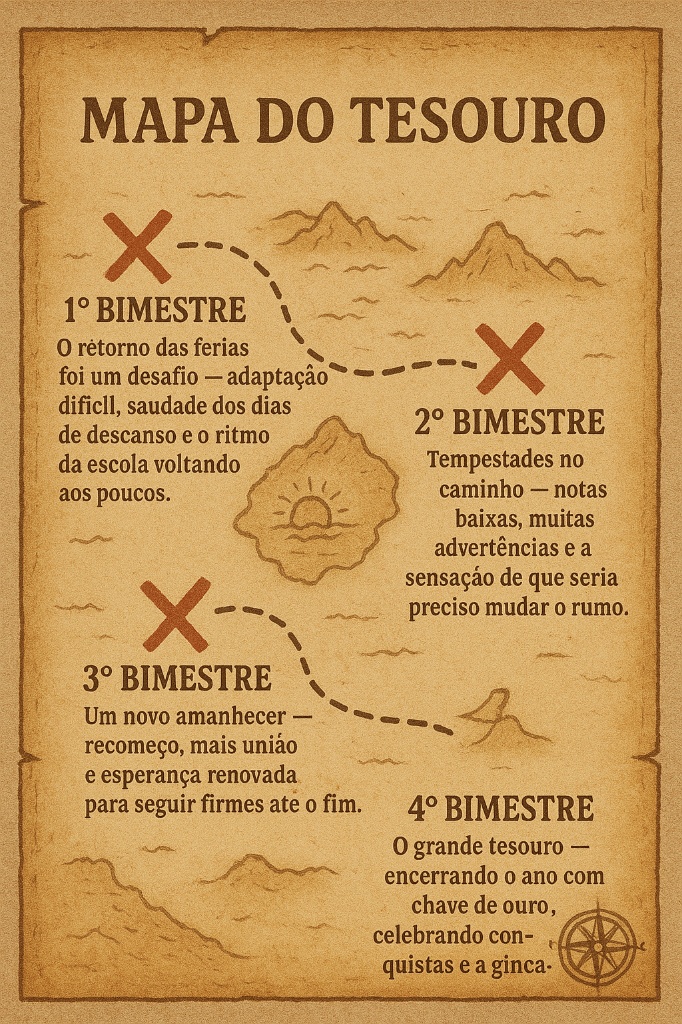 MAPA DO TESOURO
1° BIMESTRE
O retorno das ferias
foi um desafio — adaptação
dificll, saudade dos dias
de descanso e o ritmo
da escola voltando
aos poucos.
2° BIMESTRE
Tempestades no
caminho — notas
baixas, muitas
advertências e a
sensação de que seria
preciso mudar o rumo.
3° BIMESTRE
Um novo amanhecer —
recomeço, mais uniáo
e esperança renovada
para seguir firmes ate o fim.
4° BIMESTRE
O grande tesouro —
encerrando o ano com
chave de ouro,
celebrando con-
quistas e a ginca-